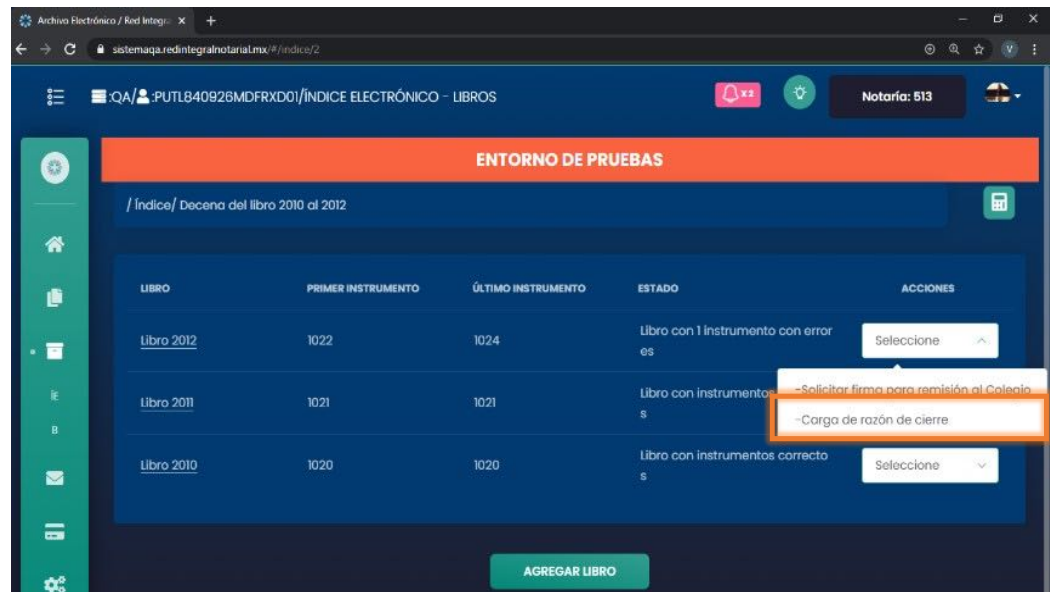 Archivo Electrónico / Red Integra
sistemaqa.redintegralnotarial.mx/#/indice/2
V
:QA/ :PUTL840926MDFRXD01/ÍNDICE ELECTRÓNICO - LIBROS
X2
Notaría: 513
ENTORNO DE PRUEBAS
/ Índice/ Decena del libro 2010 al 2012
LIBRO PRIMER INSTRUMENTO ÚLTIMO INSTRUMENTO ESTADO ACCIONES
Libro 2012 1022 1024 Libro con 1 instrumento con error
es
Seleccione
-Solicitar firma para remisión al Colegio
Libro 2011 1021 1021 Libro con instrumentos
s
-Carga de razón de cierre
Libro 2010 1020 1020 Libro con instrumentos correcto
s
Seleccione
IE
B
AGREGAR LIBRO